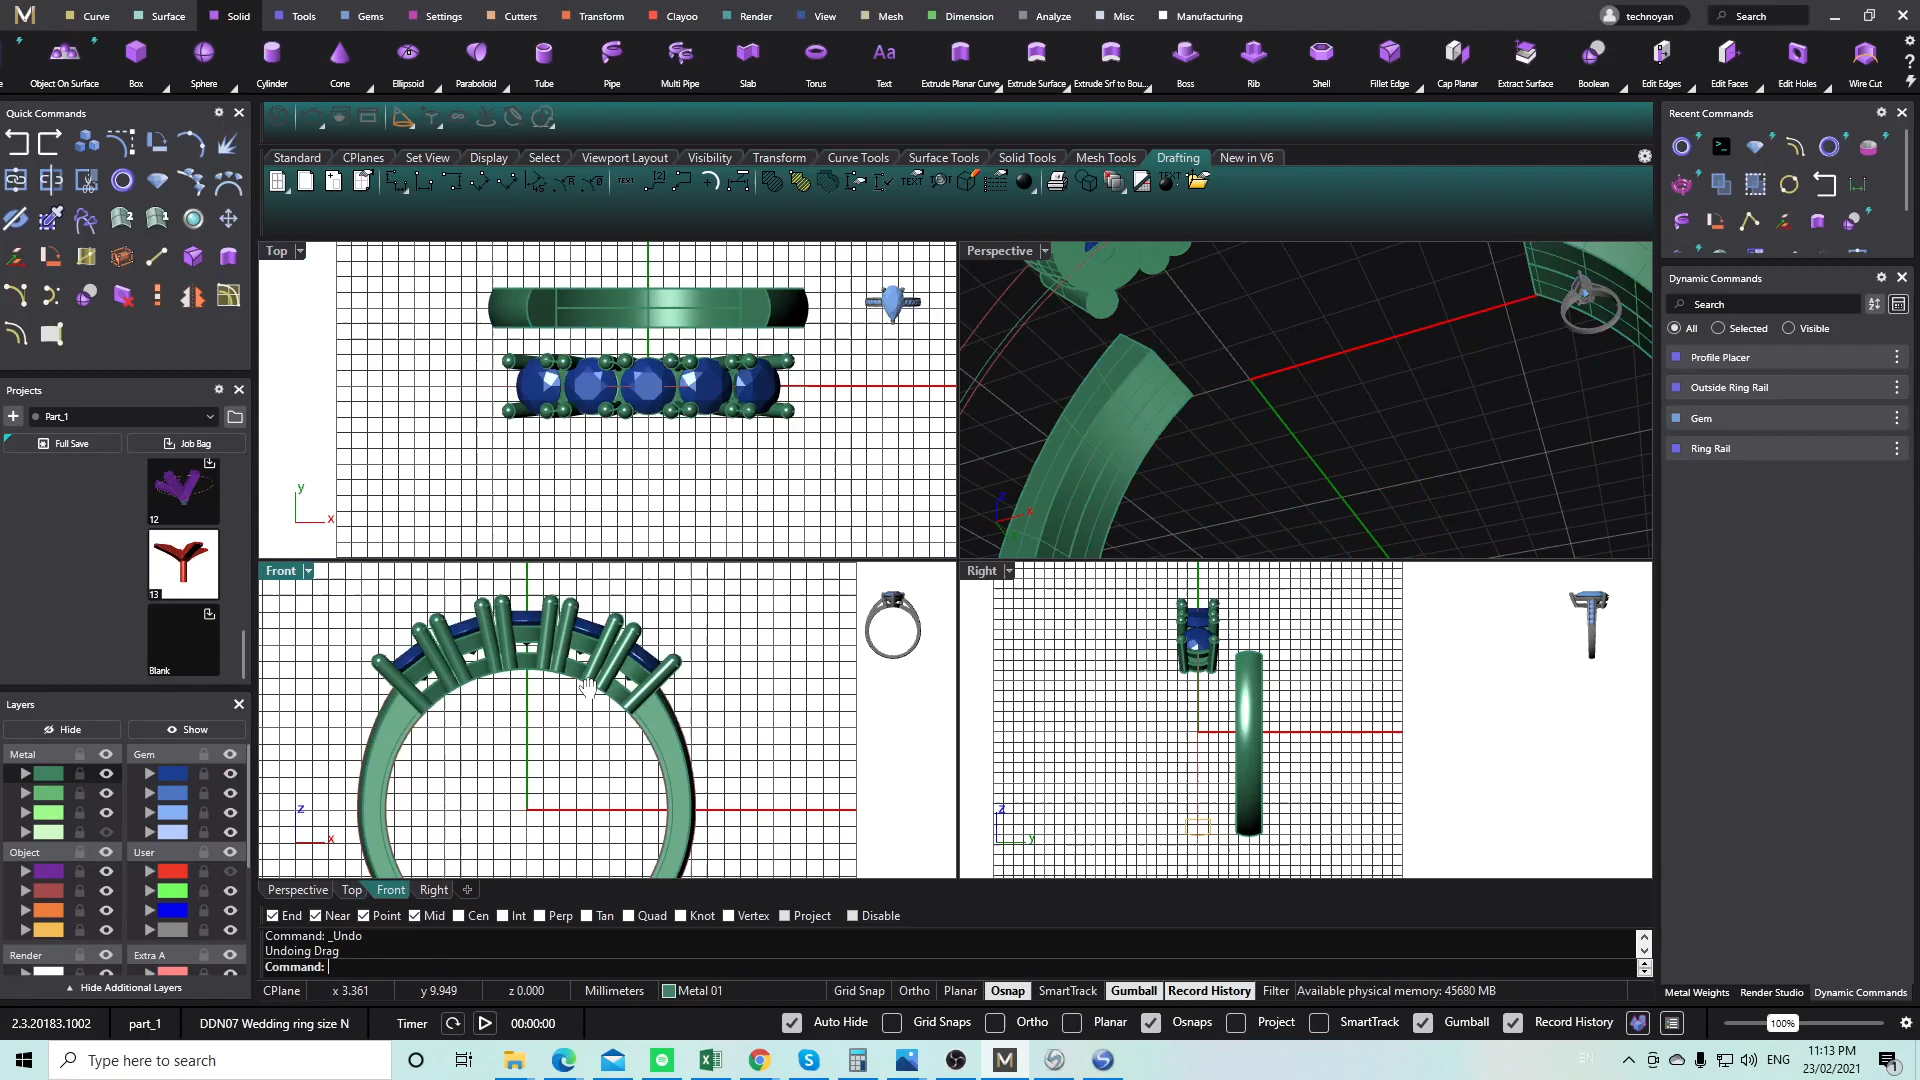 Curve Surface Solid Tools Gems Settings Cutters Transform Clayoo Render View Mesh Dimension Analyze Misc Manufacturing technoyan Search
Object On Surface Box Sphere Cylinder Cone Ellipsoid Paraboloid Tube Pipe Multi Pipe Slab Torus Text Extrude Planar Curve Extrude Surface Extrude Srf to Bou... Boss Rib Shell Fillet Edge Cap Planar Extract Surface Boolean Edit Edges Edit Faces Edit Holes Wire Cut
Quick Commands
Projects
Part_1
Full Save Job Bag
12
13
Blank
Layers
Hide Show
Metal Gem
Object User
Render Extra A
Hide Additional Layers
Standard CPlanes Set View Display Select Viewport Layout Visibility Transform Curve Tools Surface Tools Solid Tools Mesh Tools Drafting New in V6
Top
y
x
Perspective
z
x
Front
z
x
Right
z
y
Perspective Top Front Right
End Near Point Mid Cen Int Perp Tan Quad Knot Vertex Project Disable
Command: _Undo
Undoing Drag
Command:
CPlane x 3.361 y 9.949 z 0.000 Millimeters Metal 01 Grid Snap Ortho Planar Osnap SmartTrack Gumball Record History Filter Available physical memory: 45680 MB
Recent Commands
Dynamic Commands
Search
All Selected Visible
Profile Placer
Outside Ring Rail
Gem
Ring Rail
Metal Weights Render Studio Dynamic Commands
2.3.20183.1002 part_1 DDN07 Wedding ring size N Timer 00:00:00 Auto Hide Grid Snaps Ortho Planar Osnaps Project SmartTrack Gumball Record History 100%
Type here to search
ENG
11:13 PM
23/02/2021